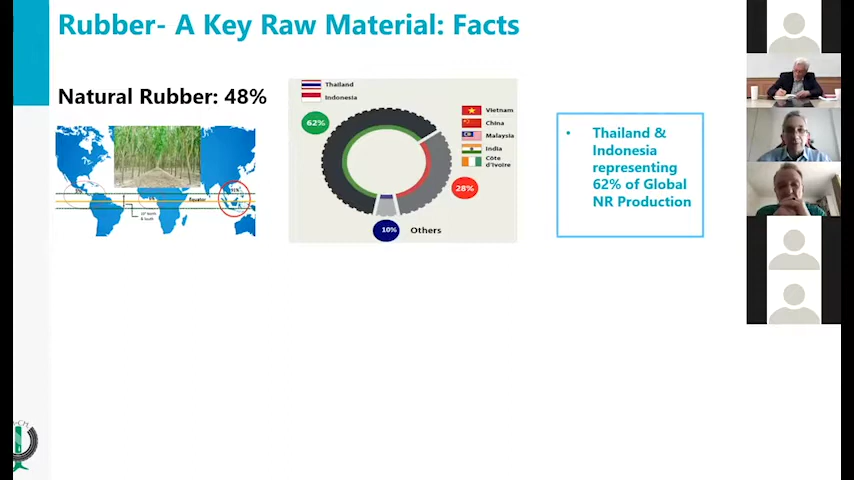 Rubber- A Key Raw Material: Facts
Natural Rubber: 48%
Equator
Thailand
Indonesia
62%
Vietnam
China
Malaysia
India
Côte
d'Ivoire
28%
10%
Others
• Thailand &
Indonesia
representing
62% of Global
NR Production